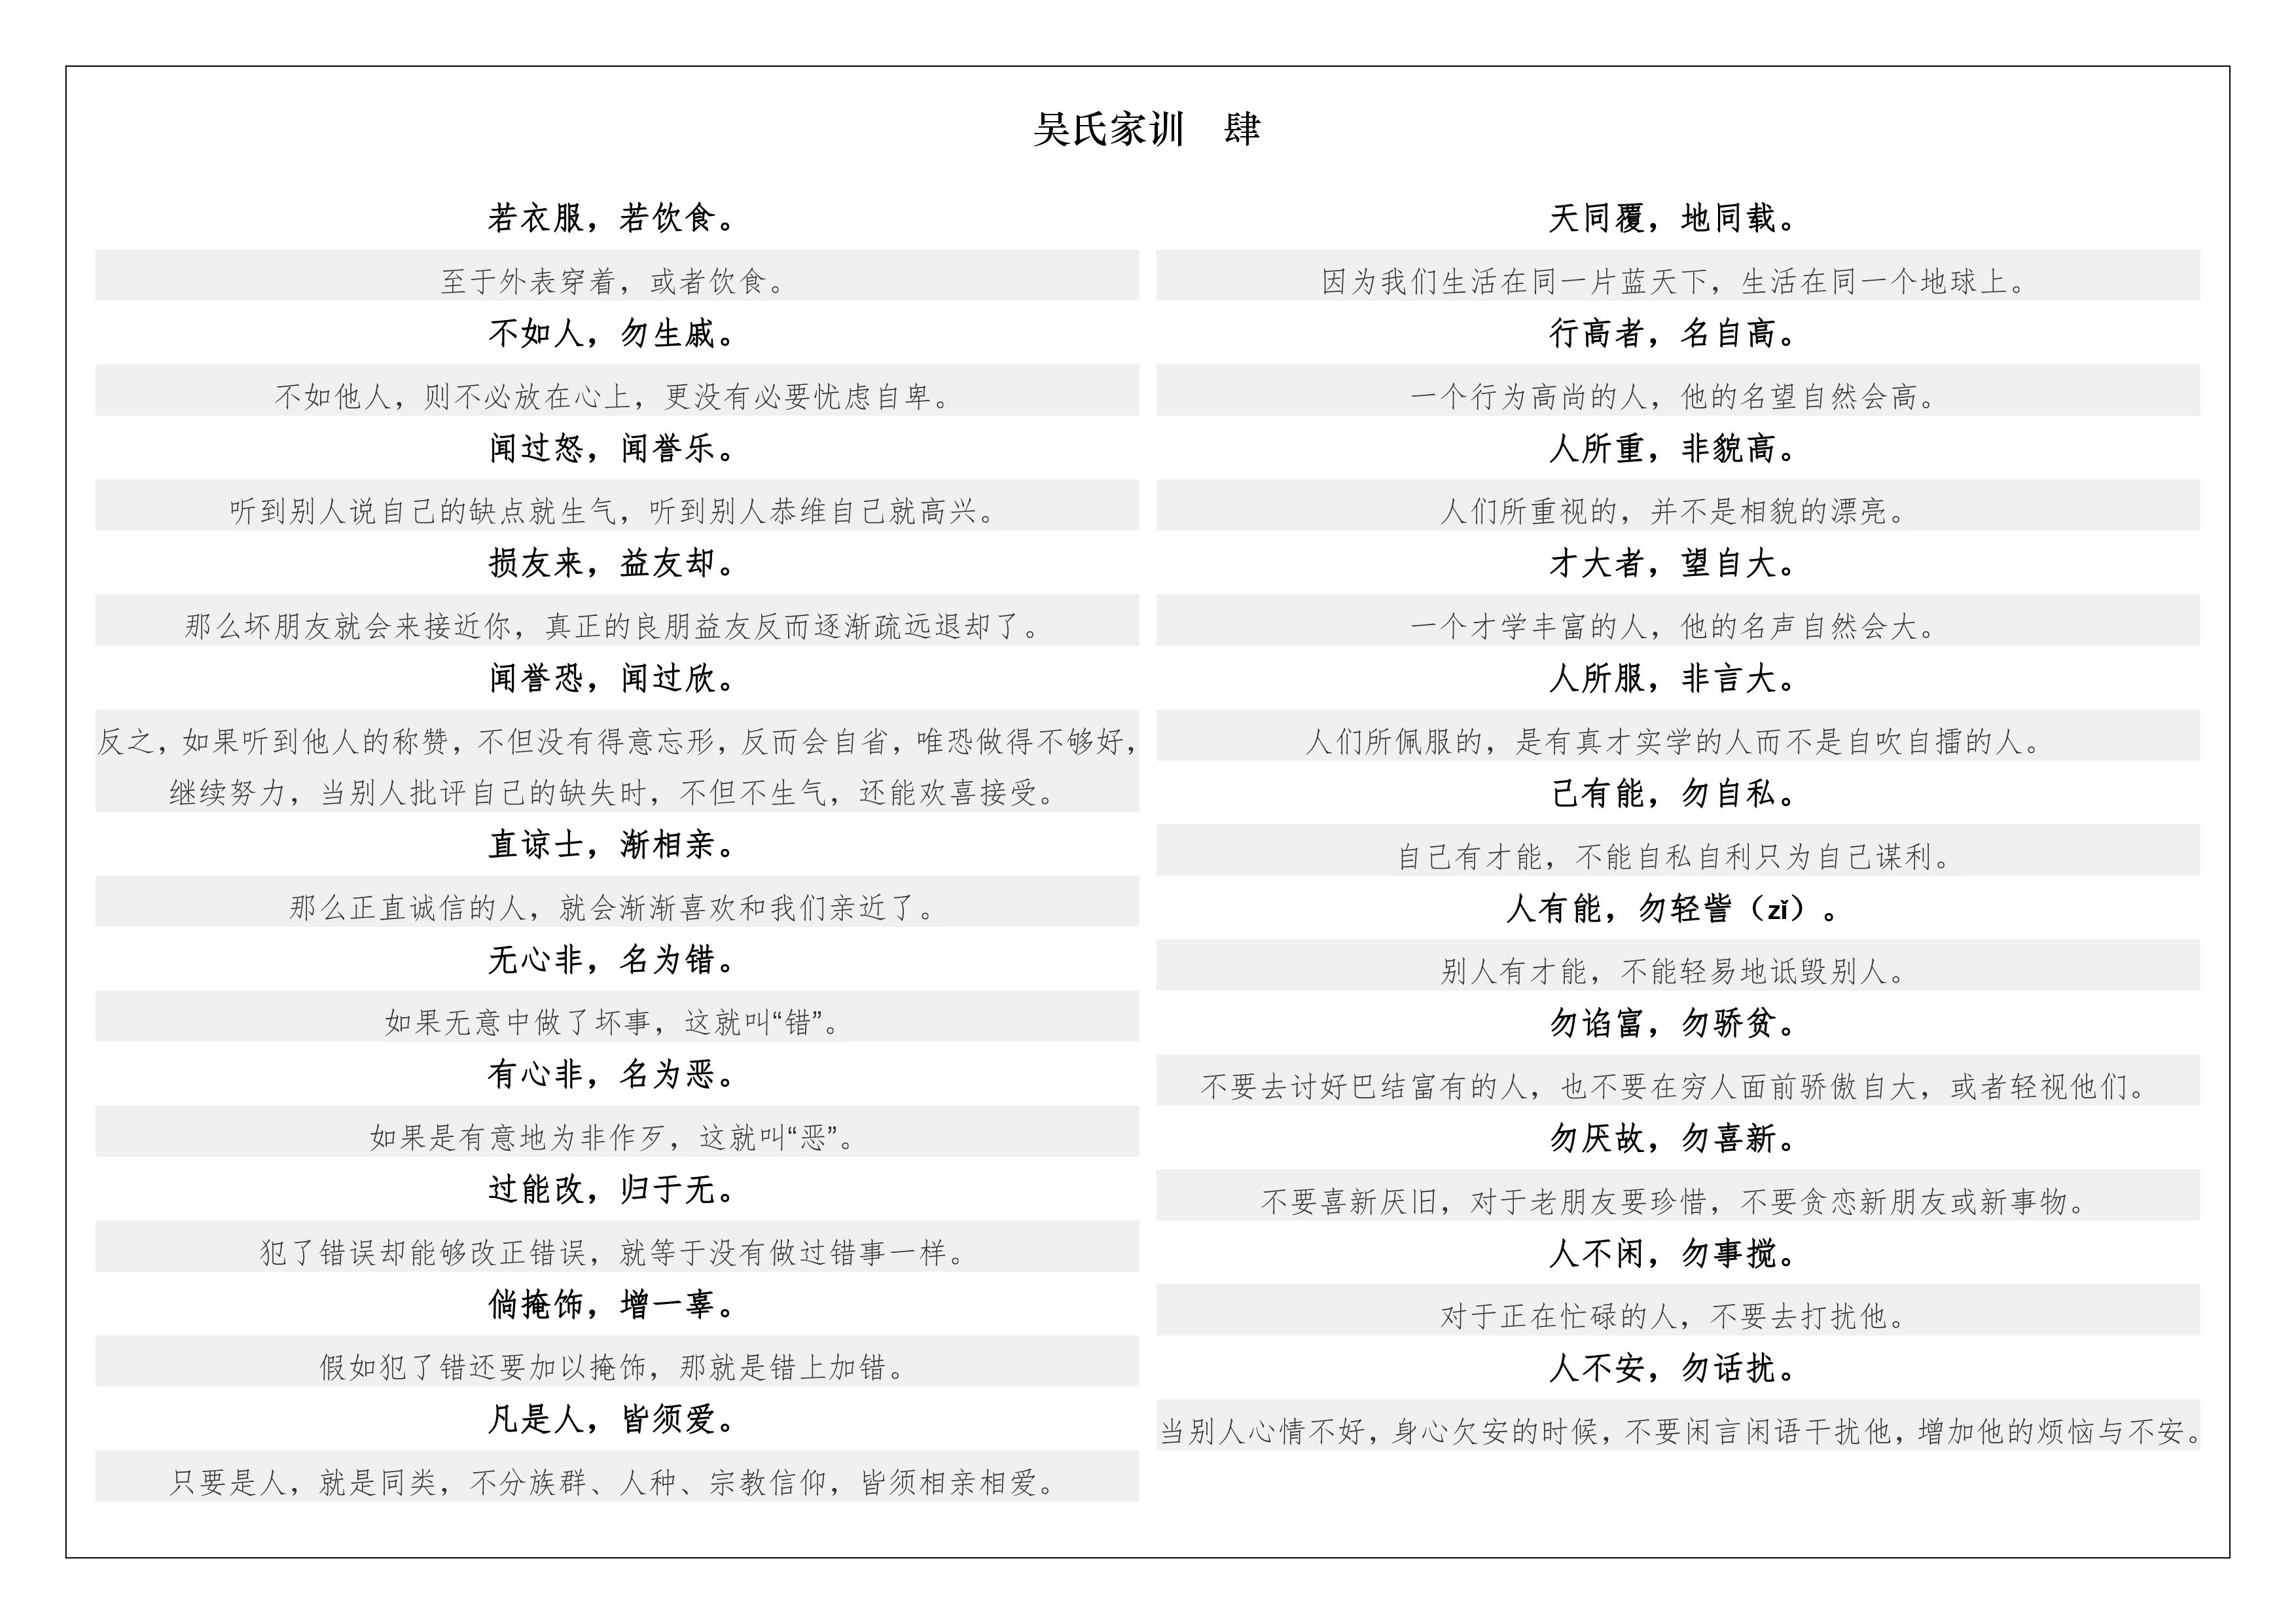 吴氏家训　肆
若衣服，若饮食。
至于外表穿着，或者饮食。
不如人，勿生戚。
不如他人，则不必放在心上，更没有必要忧虑自卑。
闻过怒，闻誉乐。
听到别人说自己的缺点就生气，听到别人恭维自己就高兴。
损友来，益友却。
那么坏朋友就会来接近你，真正的良朋益友反而逐渐疏远退却了。
闻誉恐，闻过欣。
反之，如果听到他人的称赞，不但没有得意忘形，反而会自省，唯恐做得不够好，
继续努力，当别人批评自己的缺失时，不但不生气，还能欢喜接受。
直谅士，渐相亲。
那么正直诚信的人，就会渐渐喜欢和我们亲近了。
无心非，名为错。
如果无意中做了坏事，这就叫“错”。
有心非，名为恶。
如果是有意地为非作歹，这就叫“恶”。
过能改，归于无。
犯了错误却能够改正错误，就等于没有做过错事一样。
倘掩饰，增一辜。
假如犯了错还要加以掩饰，那就是错上加错。
凡是人，皆须爱。
只要是人，就是同类，不分族群、人种、宗教信仰，皆须相亲相爱。
天同覆，地同载。
因为我们生活在同一片蓝天下，生活在同一个地球上。
行高者，名自高。
一个行为高尚的人，他的名望自然会高。
人所重，非貌高。
人们所重视的，并不是相貌的漂亮。
才大者，望自大。
一个才学丰富的人，他的名声自然会大。
人所服，非言大。
人们所佩服的，是有真才实学的人而不是自吹自擂的人。
己有能，勿自私。
自己有才能，不能自私自利只为自己谋利。
人有能，勿轻訾（zǐ）。
别人有才能，不能轻易地诋毁别人。
勿谄富，勿骄贫。
不要去讨好巴结富有的人，也不要在穷人面前骄傲自大，或者轻视他们。
勿厌故，勿喜新。
不要喜新厌旧，对于老朋友要珍惜，不要贪恋新朋友或新事物。
人不闲，勿事搅。
对于正在忙碌的人，不要去打扰他。
人不安，勿话扰。
当别人心情不好，身心欠安的时候，不要闲言闲语干扰他，增加他的烦恼与不安。